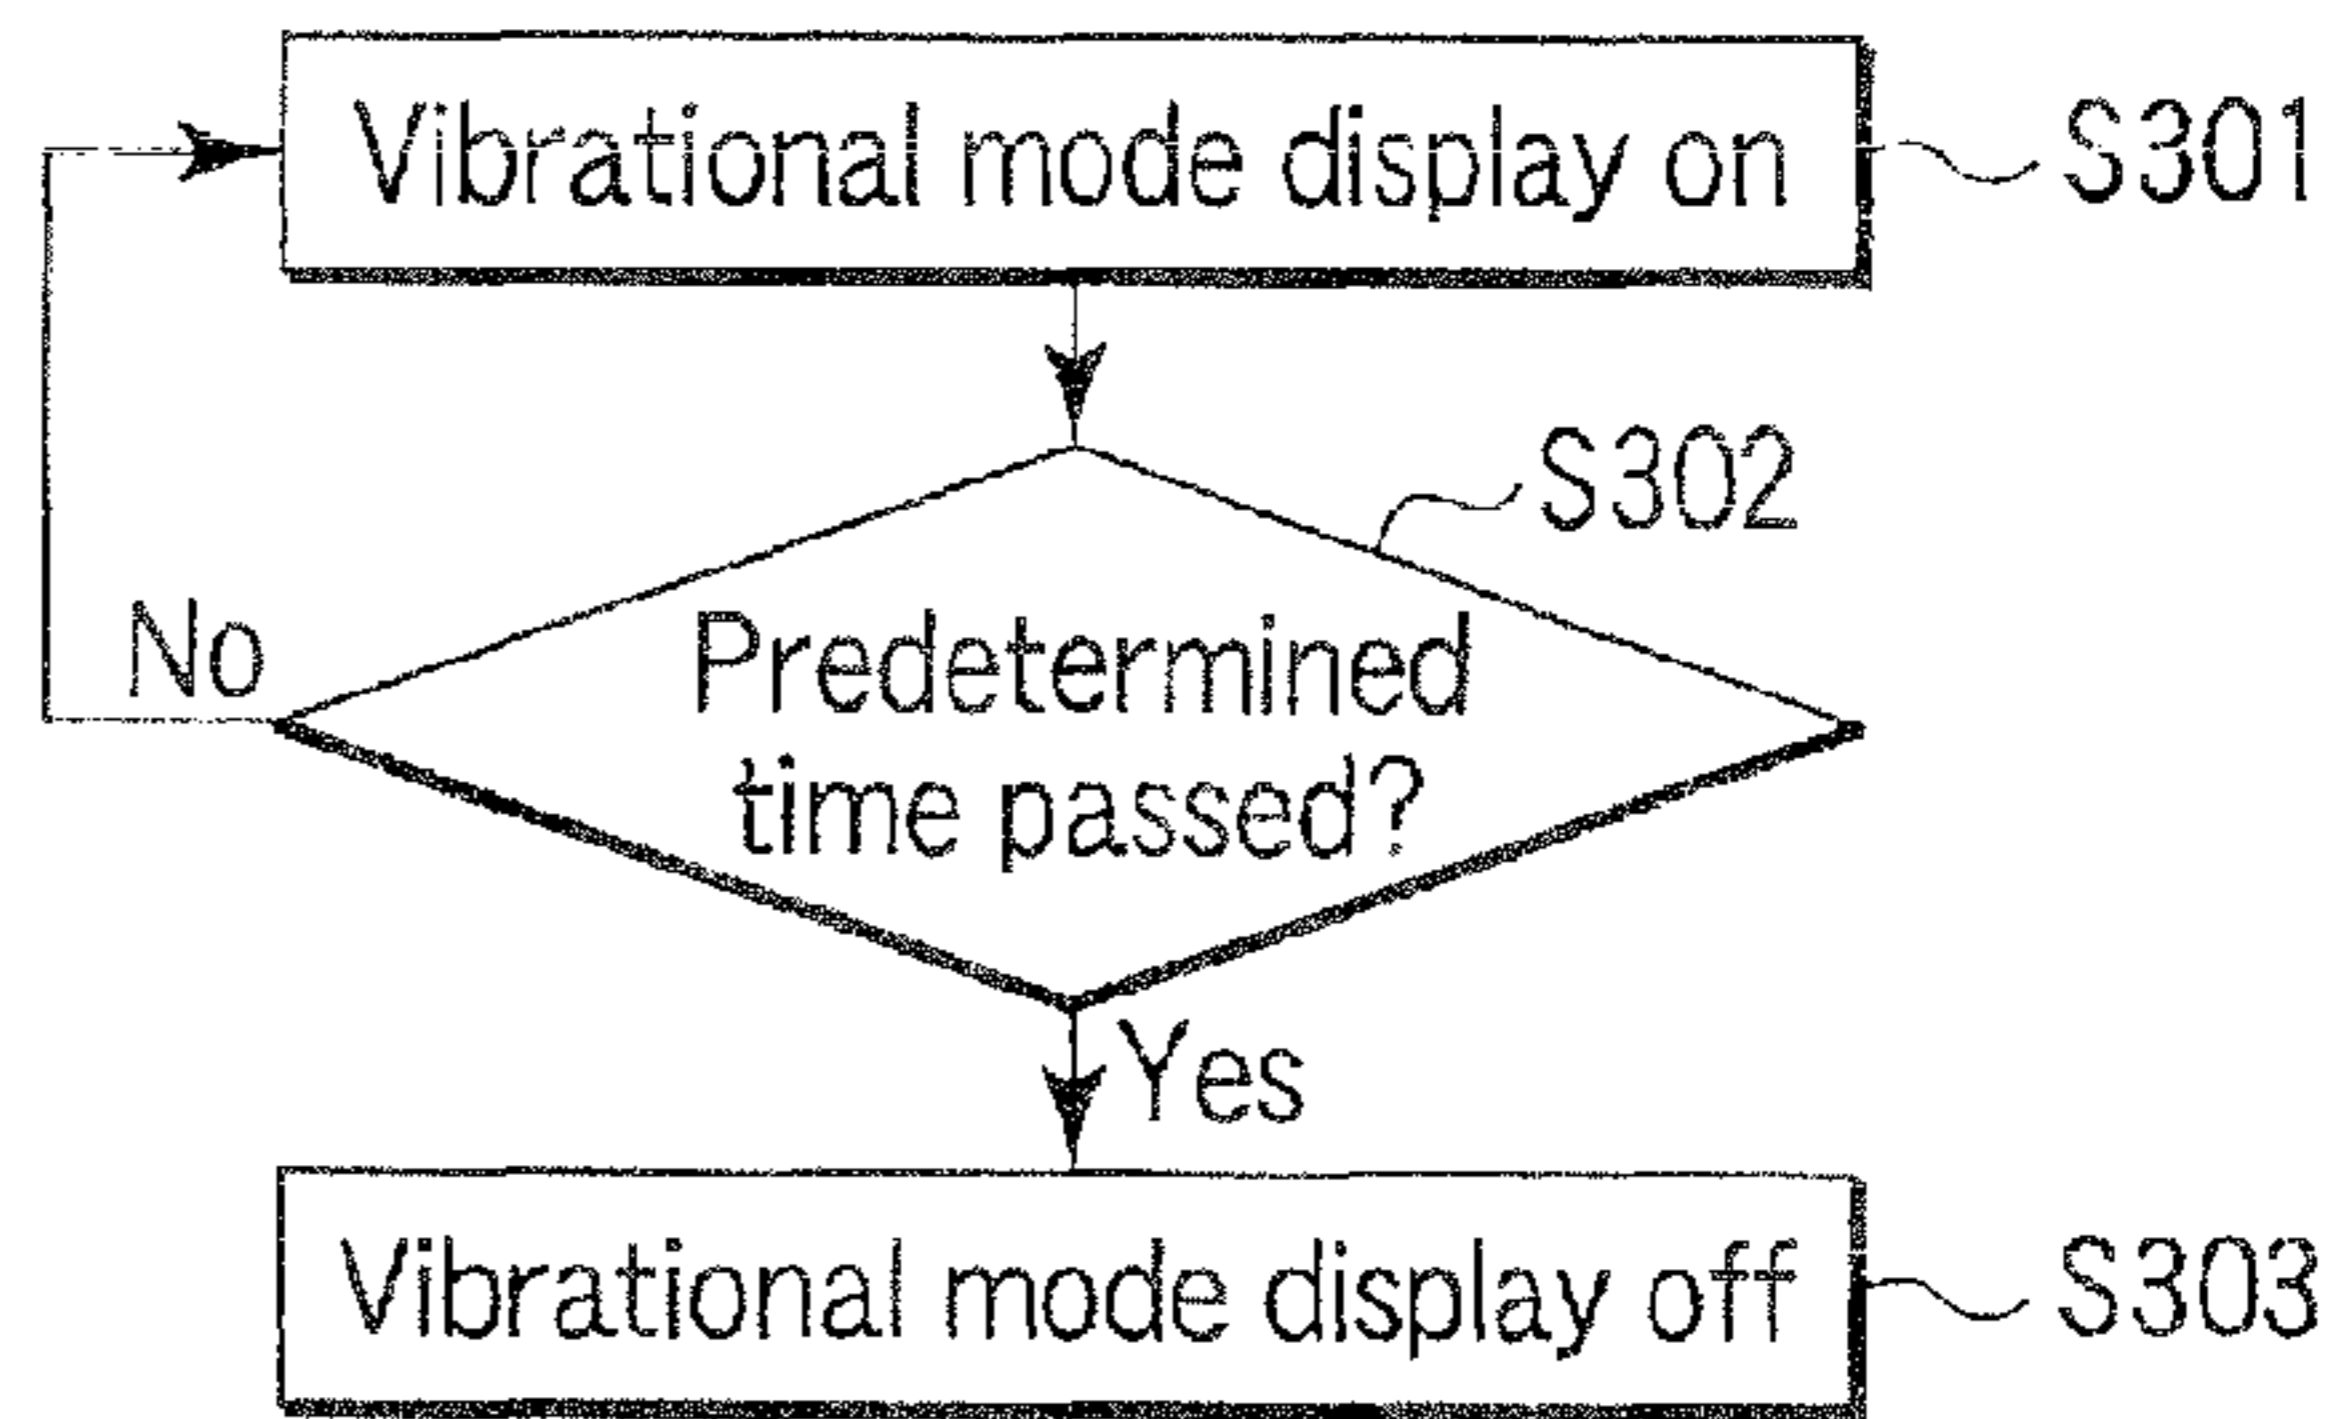 Vibrational mode display on
S301
S302
No
Predetermined
time passed?
Yes
Vibrational mode display off
S303